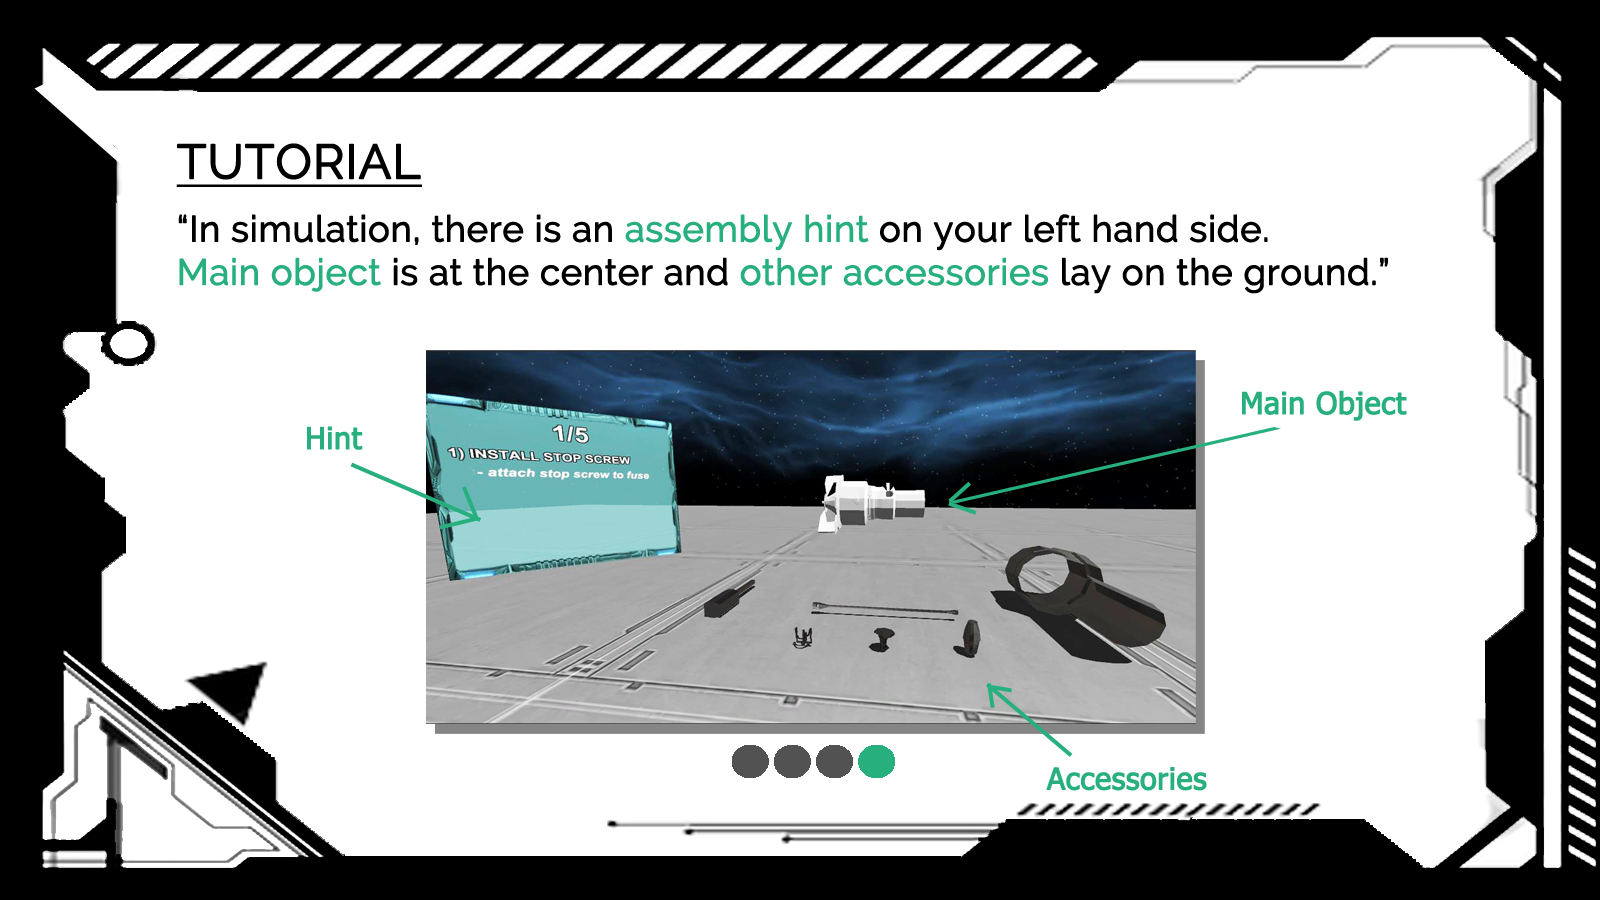 TUTORIAL
“In simulation, there is an assembly hint on your left hand side.
Main object is at the center and other accessories lay on the ground.”
Hint
Main Object
1/5
1) INSTALL STOP SCREW
- attach stop screw to fuse
Accessories